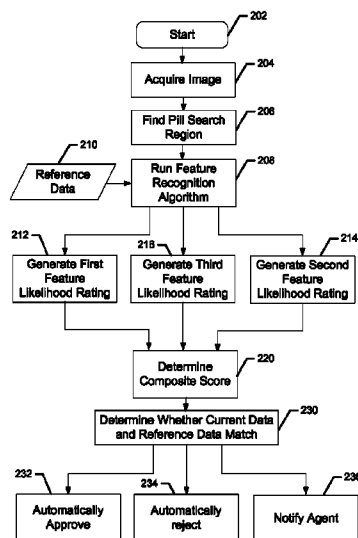 202
Start
204
Acquire Image
206
Find Pill Search
Region
210
Reference
Data
208
Run Feature
Recognition
Algorithm
212
Generate First
Feature
Likelihood Rating
216
Generate Third
Feature
Likelihood Rating
214
Generate Second
Feature
Likelihood Rating
220
Determine
Composite Score
230
Determine Whether Current Data
and Reference Data Match
232
Automatically
Approve
234
Automatically
reject
236
Notify Agent